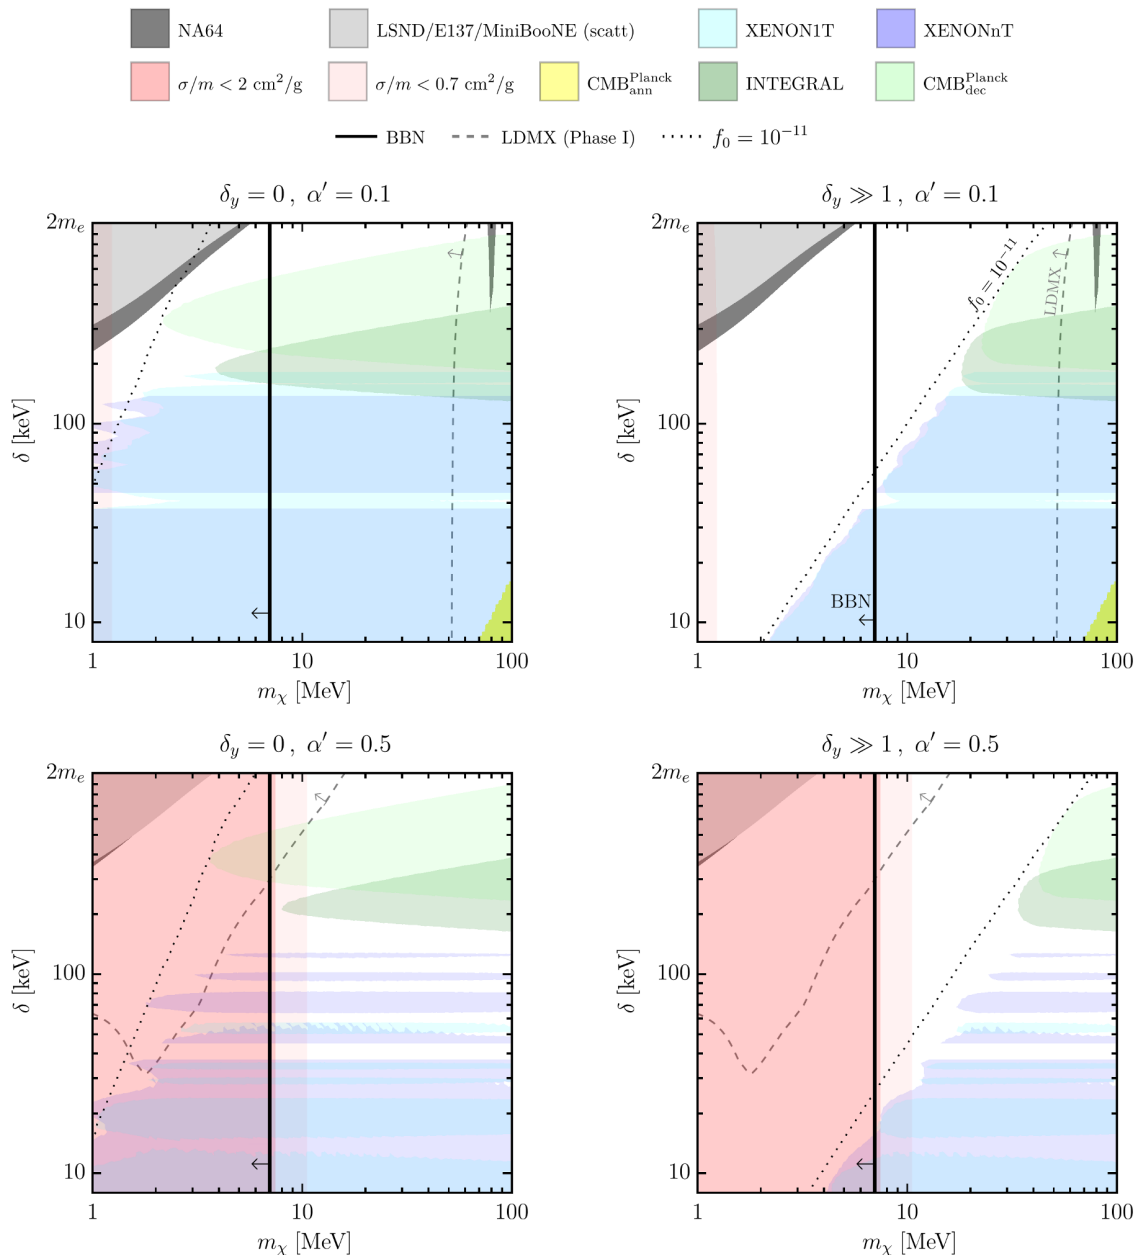 NA64 LSND/E137/MiniBooNE (scatt) XENON1T XENONnT
σ/m < 2 cm²/g σ/m < 0.7 cm²/g CMB^Planck_ann INTEGRAL CMB^Planck_dec
BBN LDMX (Phase I) f₀ = 10⁻¹¹
δ_y = 0 , α′ = 0.1
2m_e
100
10
δ [keV]
1 10 100
m_χ [MeV]
δ_y ≫ 1 , α′ = 0.1
2m_e
100
10
δ [keV]
f₀ = 10⁻¹¹
LDMX
BBN
1 10 100
m_χ [MeV]
δ_y = 0 , α′ = 0.5
2m_e
100
10
δ [keV]
1 10 100
m_χ [MeV]
δ_y ≫ 1 , α′ = 0.5
2m_e
100
10
δ [keV]
1 10 100
m_χ [MeV]